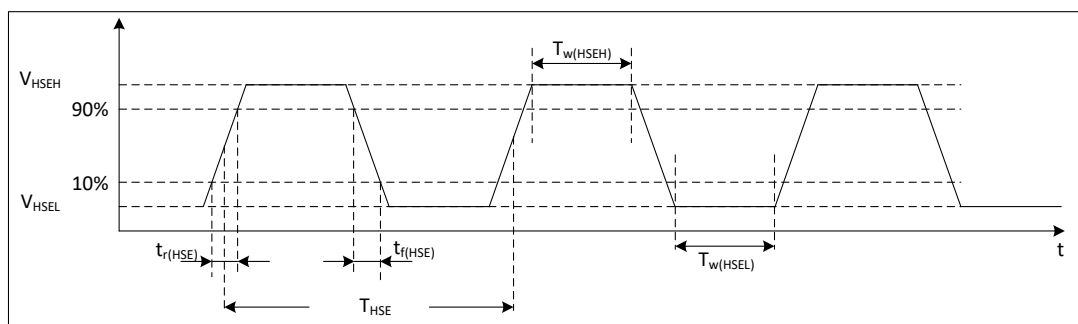 T_w(HSEH)
V_HSEH
90%
10%
V_HSEL
t_r(HSE)
t_f(HSE)
T_w(HSEL)
t
T_HSE